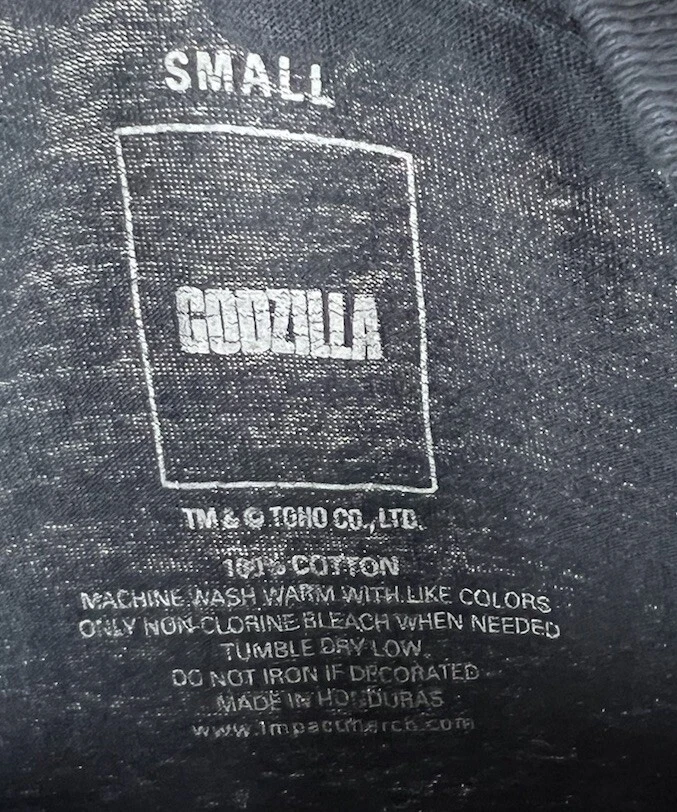 SMALL
GODZILLA
TM & © TOHO CO., LTD.
100% COTTON
MACHINE WASH WARM WITH LIKE COLORS
ONLY NON-CLORINE BLEACH WHEN NEEDED
TUMBLE DRY LOW
DO NOT IRON IF DECORATED
MADE IN HONDURAS
www.impactmerch.com